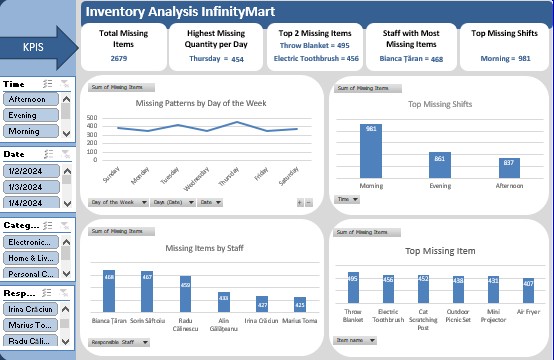 Inventory Analysis InfinityMart
KPIS
Total Missing
Items
2679
Highest Missing
Quantity per Day
Thursday = 454
Top 2 Missing Items
Throw Blanket = 495
Electric Toothbrush = 456
Staff with Most
Missing Items
Bianca Țăran = 468
Top Missing Shifts
Morning = 981
Time
Afternoon
Evening
Morning
Date
1/2/2024
1/3/2024
1/4/2024
Categ...
Electronic...
Home & Liv...
Personal C...
Resp...
Irina Crăciun
Marius To...
Radu Căli...
Sum of Missing Items
Missing Patterns by Day of the Week
500
400
300
200
100
0
Sunday
Monday
Tuesday
Wednesday
Thursday
Friday
Saturday
Day of the Week
Days (Date)
Date
Sum of Missing Items
Top Missing Shifts
981
861
837
Morning
Evening
Afternoon
Time
Sum of Missing Items
Missing Items by Staff
468
467
459
433
427
425
Bianca Țăran
Sorin Săftoiu
Radu
Călinescu
Alin
Gălățeanu
Irina Crăciun
Marius Toma
Responsible Staff
Sum of Missing Items
Top Missing Item
495
456
452
438
431
407
Throw
Blanket
Electric
Toothbrush
Cat
Scratching
Post
Outdoor
Picnic Set
Mini
Projector
Air Fryer
Item name